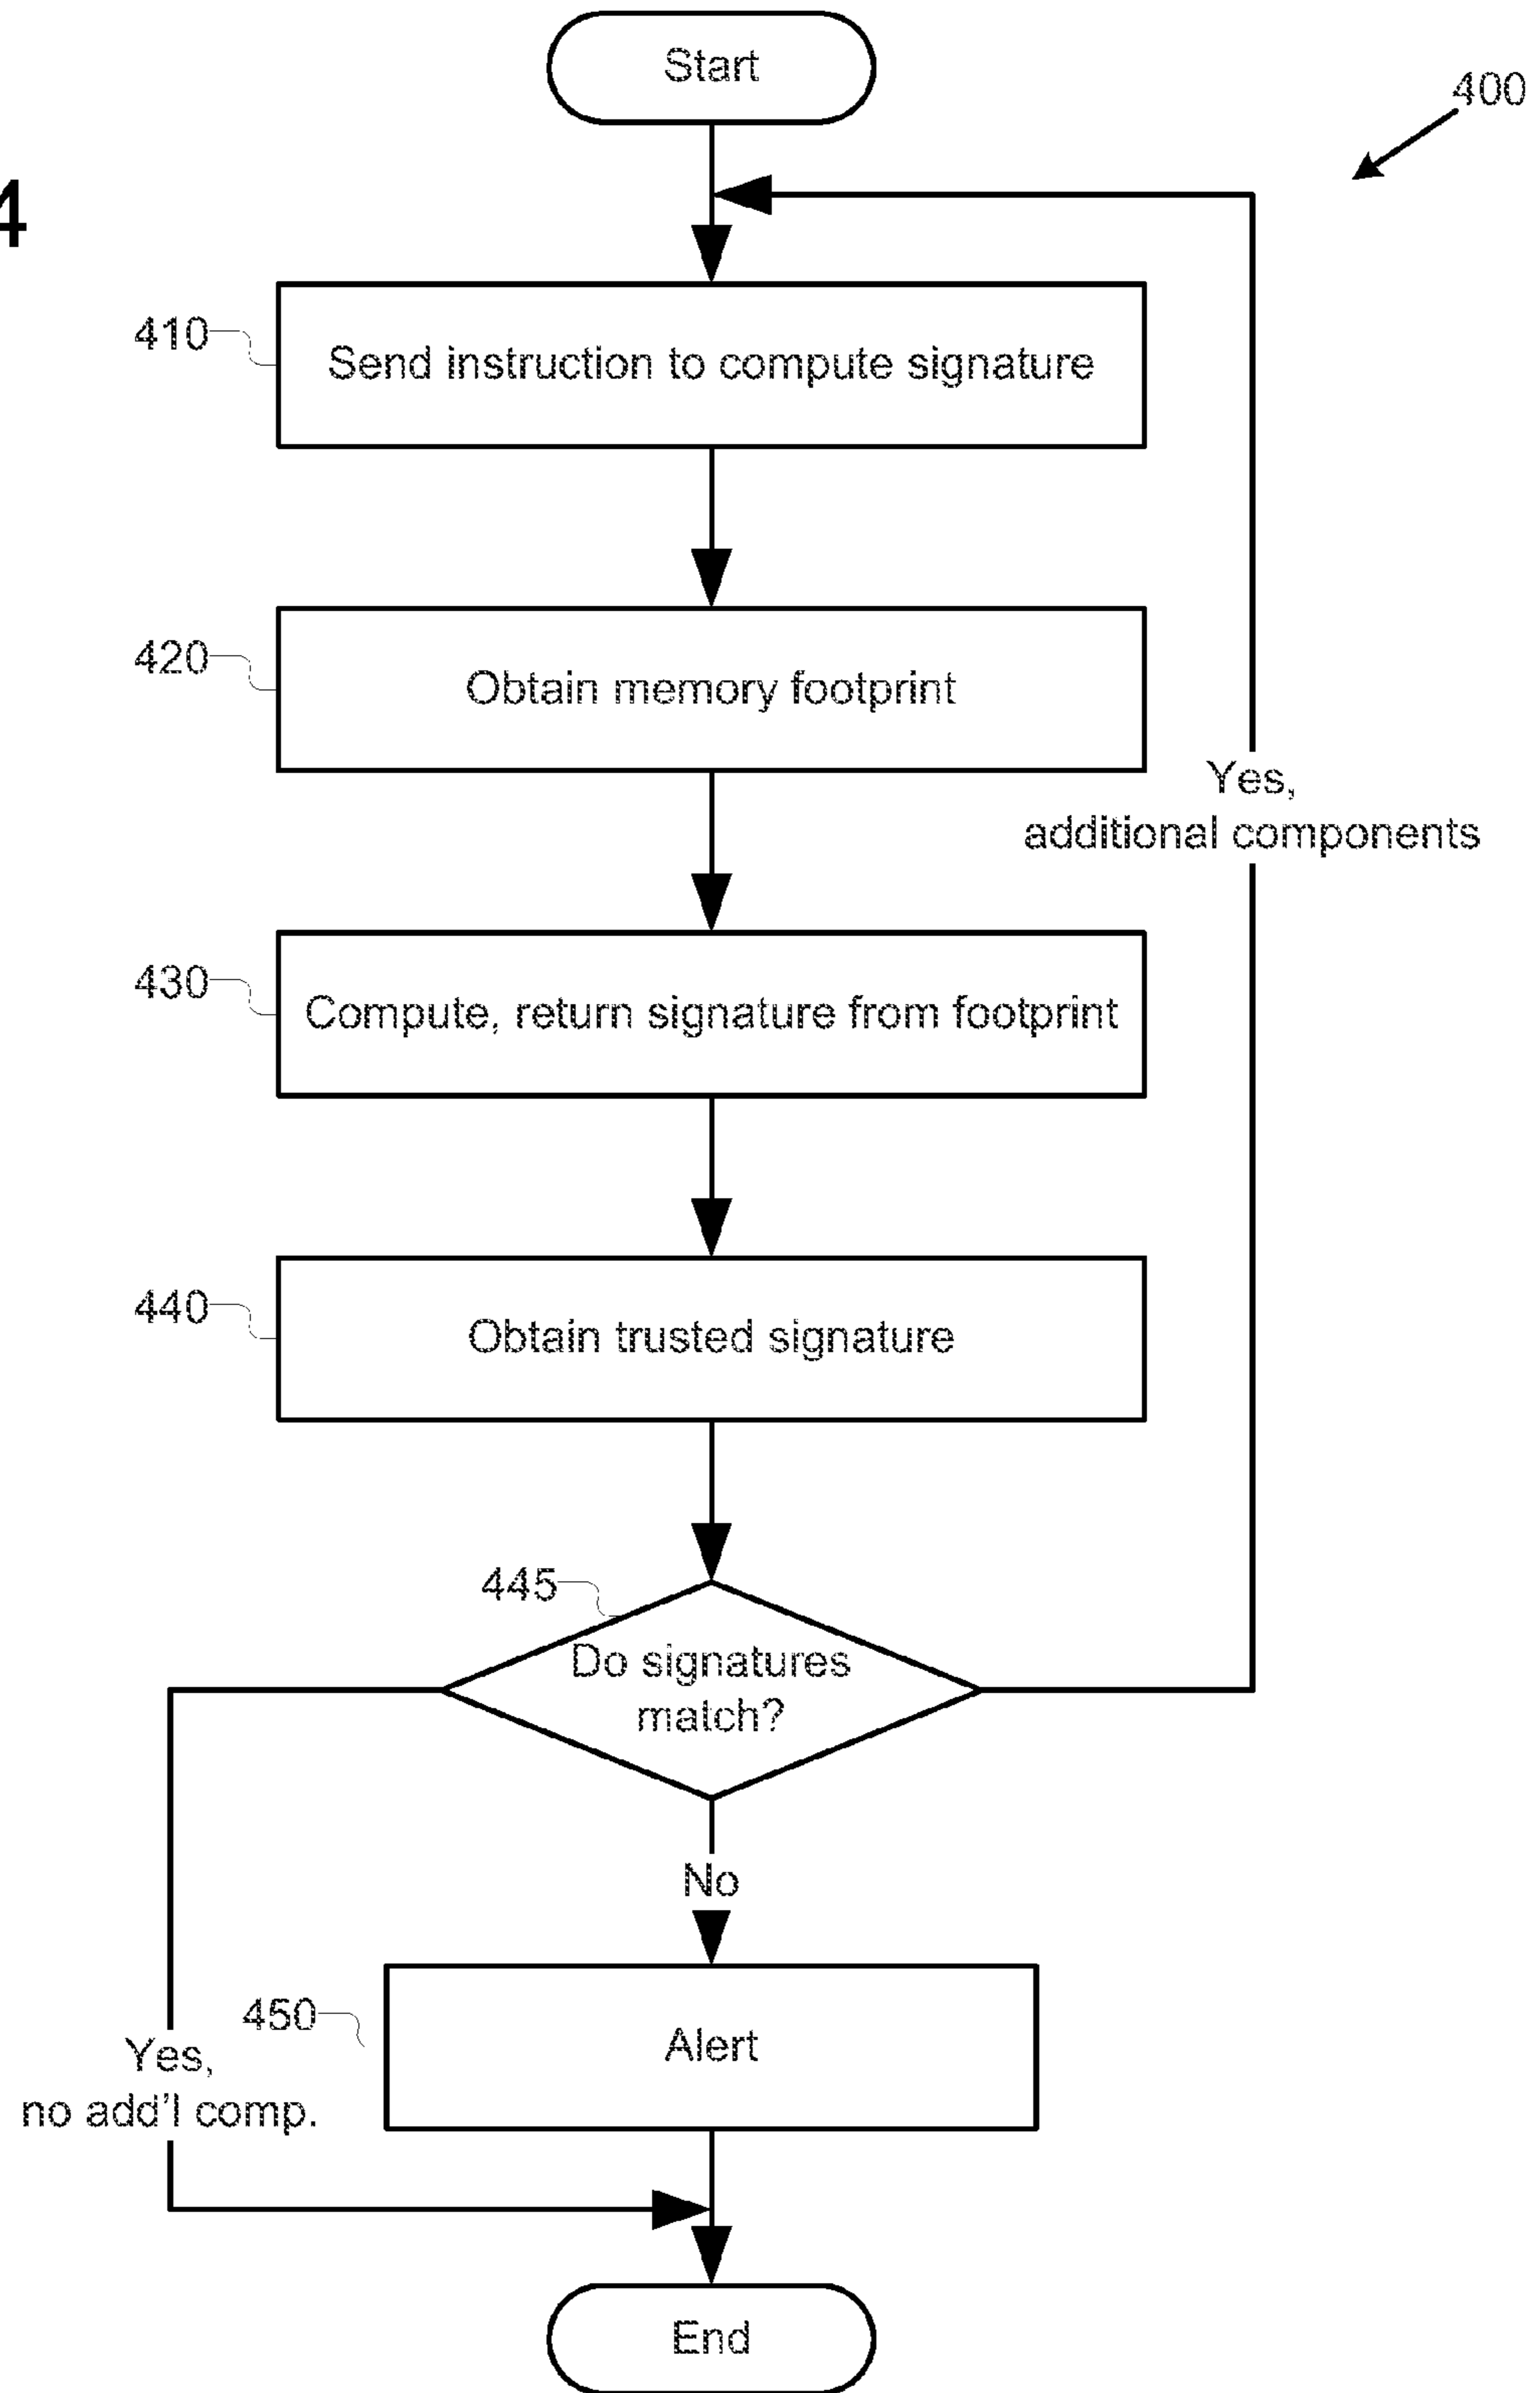 Start
400
4
410
Send instruction to compute signature
420
Obtain memory footprint
Yes,
additional components
430
Compute, return signature from footprint
440
Obtain trusted signature
445
Do signatures
match?
No
450
Alert
Yes,
no add'l comp.
End